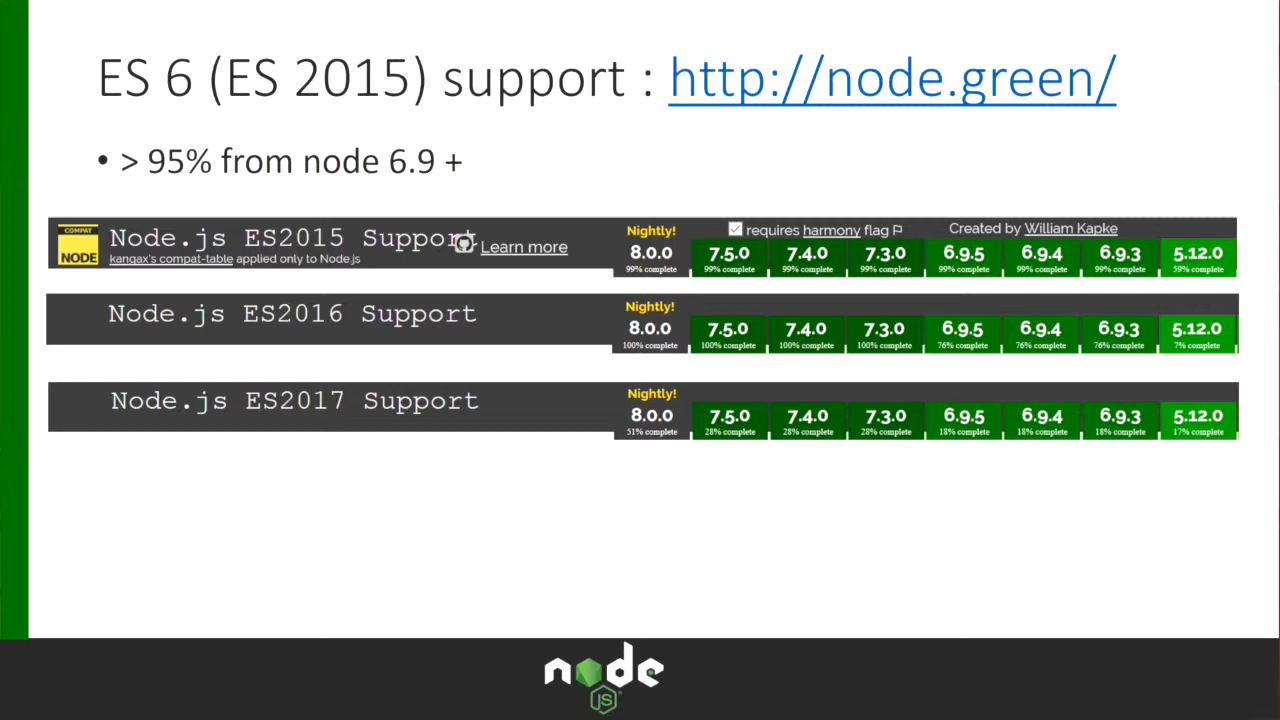 ES 6 (ES 2015) support : http://node.green/
• > 95% from node 6.9 +
COMPAT
NODE
Node.js ES2015 Support
Learn more
kangax's compat-table applied only to Node.js
requires harmony flag
Created by William Kapke
Nightly!
8.0.0 7.5.0 7.4.0 7.3.0 6.9.5 6.9.4 6.9.3 5.12.0
99% complete 99% complete 99% complete 99% complete 99% complete 99% complete 99% complete 59% complete
Node.js ES2016 Support
Nightly!
8.0.0 7.5.0 7.4.0 7.3.0 6.9.5 6.9.4 6.9.3 5.12.0
100% complete 100% complete 100% complete 100% complete 76% complete 76% complete 76% complete 7% complete
Node.js ES2017 Support
Nightly!
8.0.0 7.5.0 7.4.0 7.3.0 6.9.5 6.9.4 6.9.3 5.12.0
51% complete 28% complete 28% complete 28% complete 18% complete 18% complete 18% complete 17% complete
node
JS